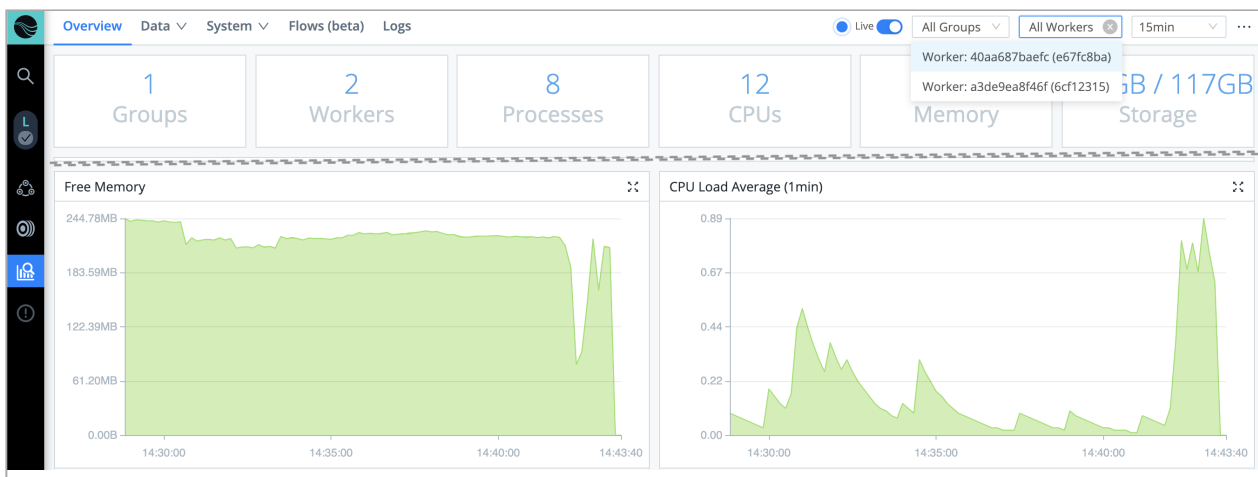 Overview Data System Flows (beta) Logs Live All Groups All Workers 15min
Worker: 40aa687baefc (e67fc8ba)
Worker: a3de9ea8f46f (6cf12315)
1
Groups
2
Workers
8
Processes
12
CPUs
Memory
GB / 117GB
Storage
L
Free Memory
244.78MB
183.59MB
122.39MB
61.20MB
0.00B
14:30:00 14:35:00 14:40:00 14:43:40
CPU Load Average (1min)
0.89
0.67
0.44
0.22
0.00
14:30:00 14:35:00 14:40:00 14:43:40